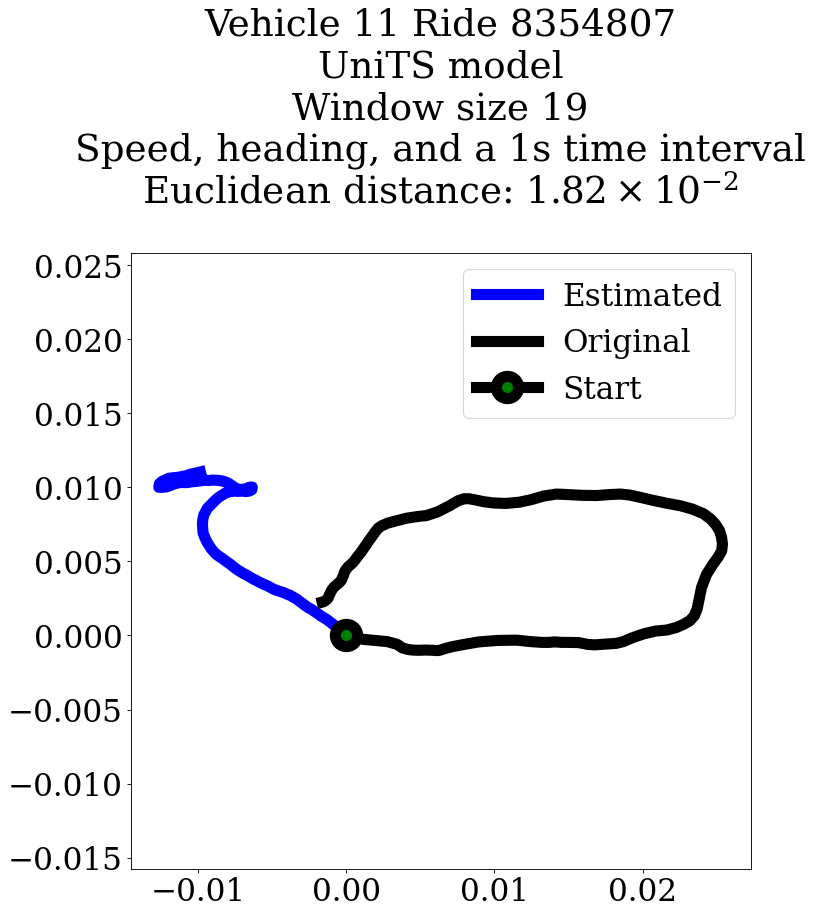 Vehicle 11 Ride 8354807
UniTS model
Window size 19
Speed, heading, and a 1s time interval
Euclidean distance: 1.82 × 10⁻²
Estimated
Original
Start
0.025
0.020
0.015
0.010
0.005
0.000
−0.005
−0.010
−0.015
−0.01
0.00
0.01
0.02